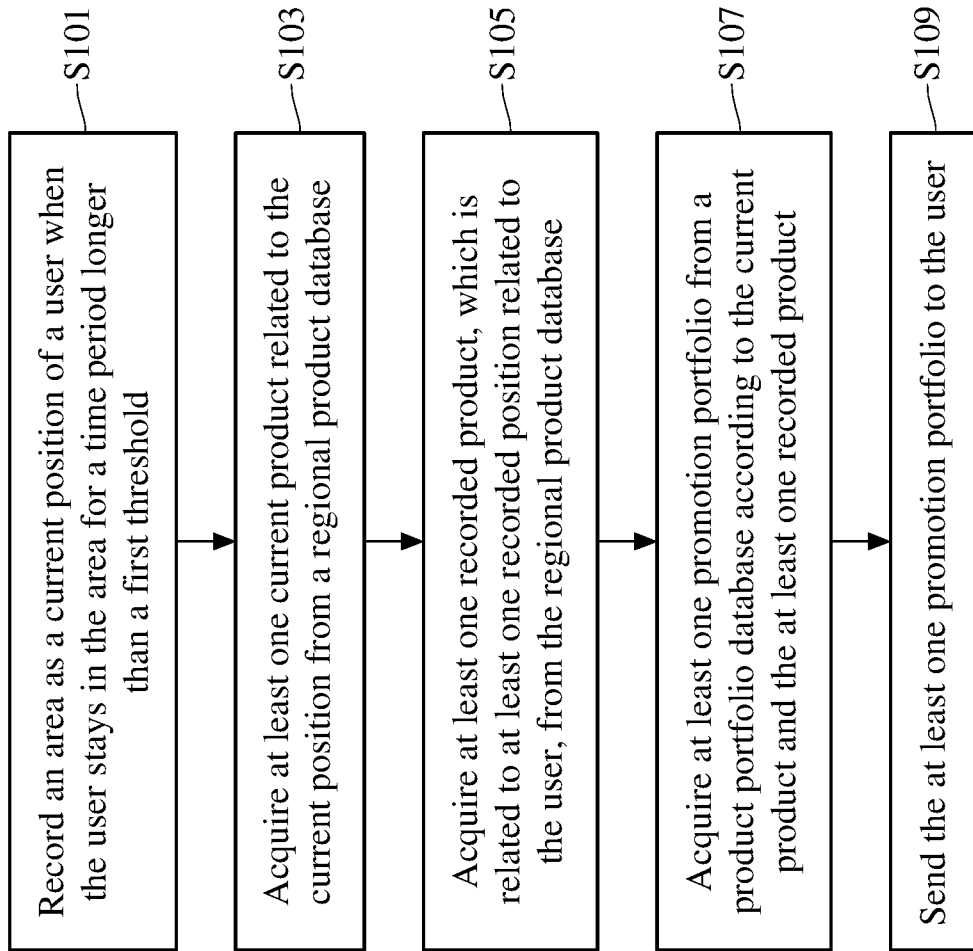 Record an area as a current position of a user when
the user stays in the area for a time period longer
than a first threshold
S101
Acquire at least one current product related to the
current position from a regional product database
S103
Acquire at least one recorded product, which is
related to at least one recorded position related to
the user, from the regional product database
S105
Acquire at least one promotion portfolio from a
product portfolio database according to the current
product and the at least one recorded product
S107
Send the at least one promotion portfolio to the user
S109